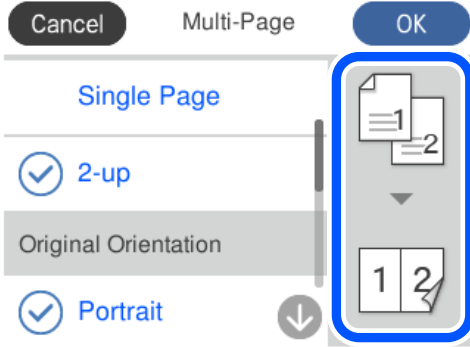 Cancel Multi-Page OK
Single Page
2-up
Original Orientation
Portrait
1
2
1 2